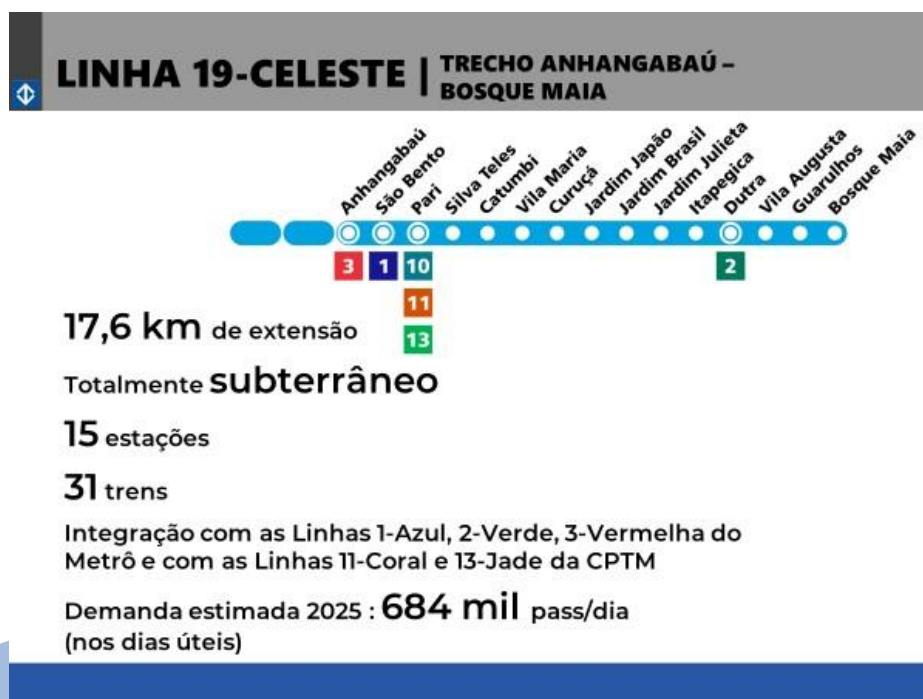 LINHA 19-CELESTE | TRECHO ANHANGABAÚ –
BOSQUE MAIA
Anhangabaú
São Bento
Pari
Silva Teles
Catumbi
Vila Maria
Curuçá
Jardim Japão
Jardim Brasil
Jardim Julieta
Itapegica
Dutra
Vila Augusta
Guarulhos
Bosque Maia
3 1 10 2
11
13
17,6 km de extensão
Totalmente subterrâneo
15 estações
31 trens
Integração com as Linhas 1-Azul, 2-Verde, 3-Vermelha do
Metrô e com as Linhas 11-Coral e 13-Jade da CPTM
Demanda estimada 2025 : 684 mil pass/dia
(nos dias úteis)